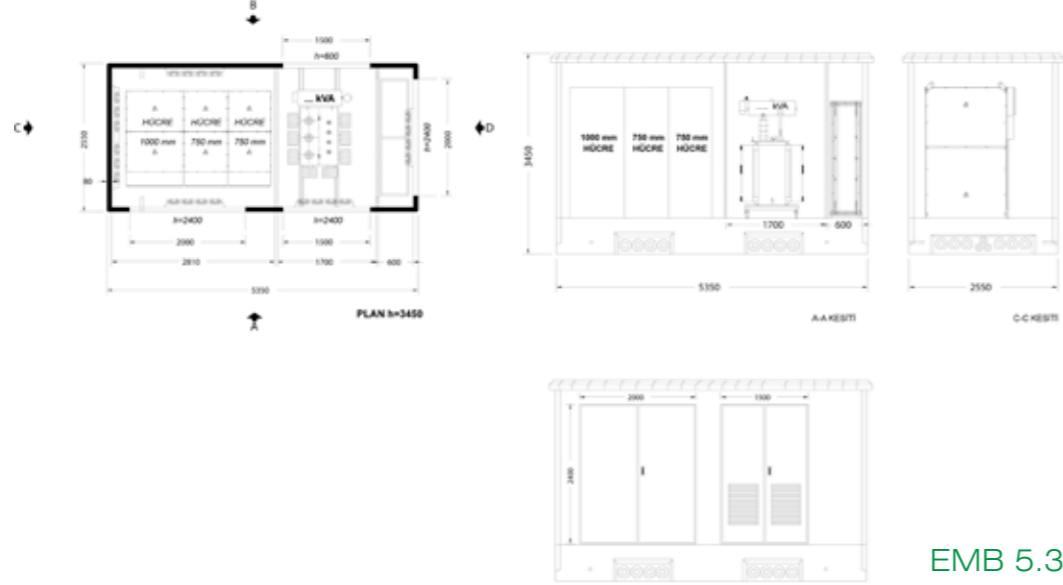 B
1500
h=600
... kVA
HÜCRE HÜCRE HÜCRE
1000 mm 750 mm 750 mm
C
D
2550
80
h=2400
2000
h=2400
h=2400
2000
1500
2810
1700
600
5350
A
PLAN h=3450
3450
kVA
1000 mm HÜCRE
750 mm HÜCRE
750 mm HÜCRE
1700
600
5350
A-A KESİTİ
2550
C-C KESİTİ
2000
1500
2400
EMB 5.3